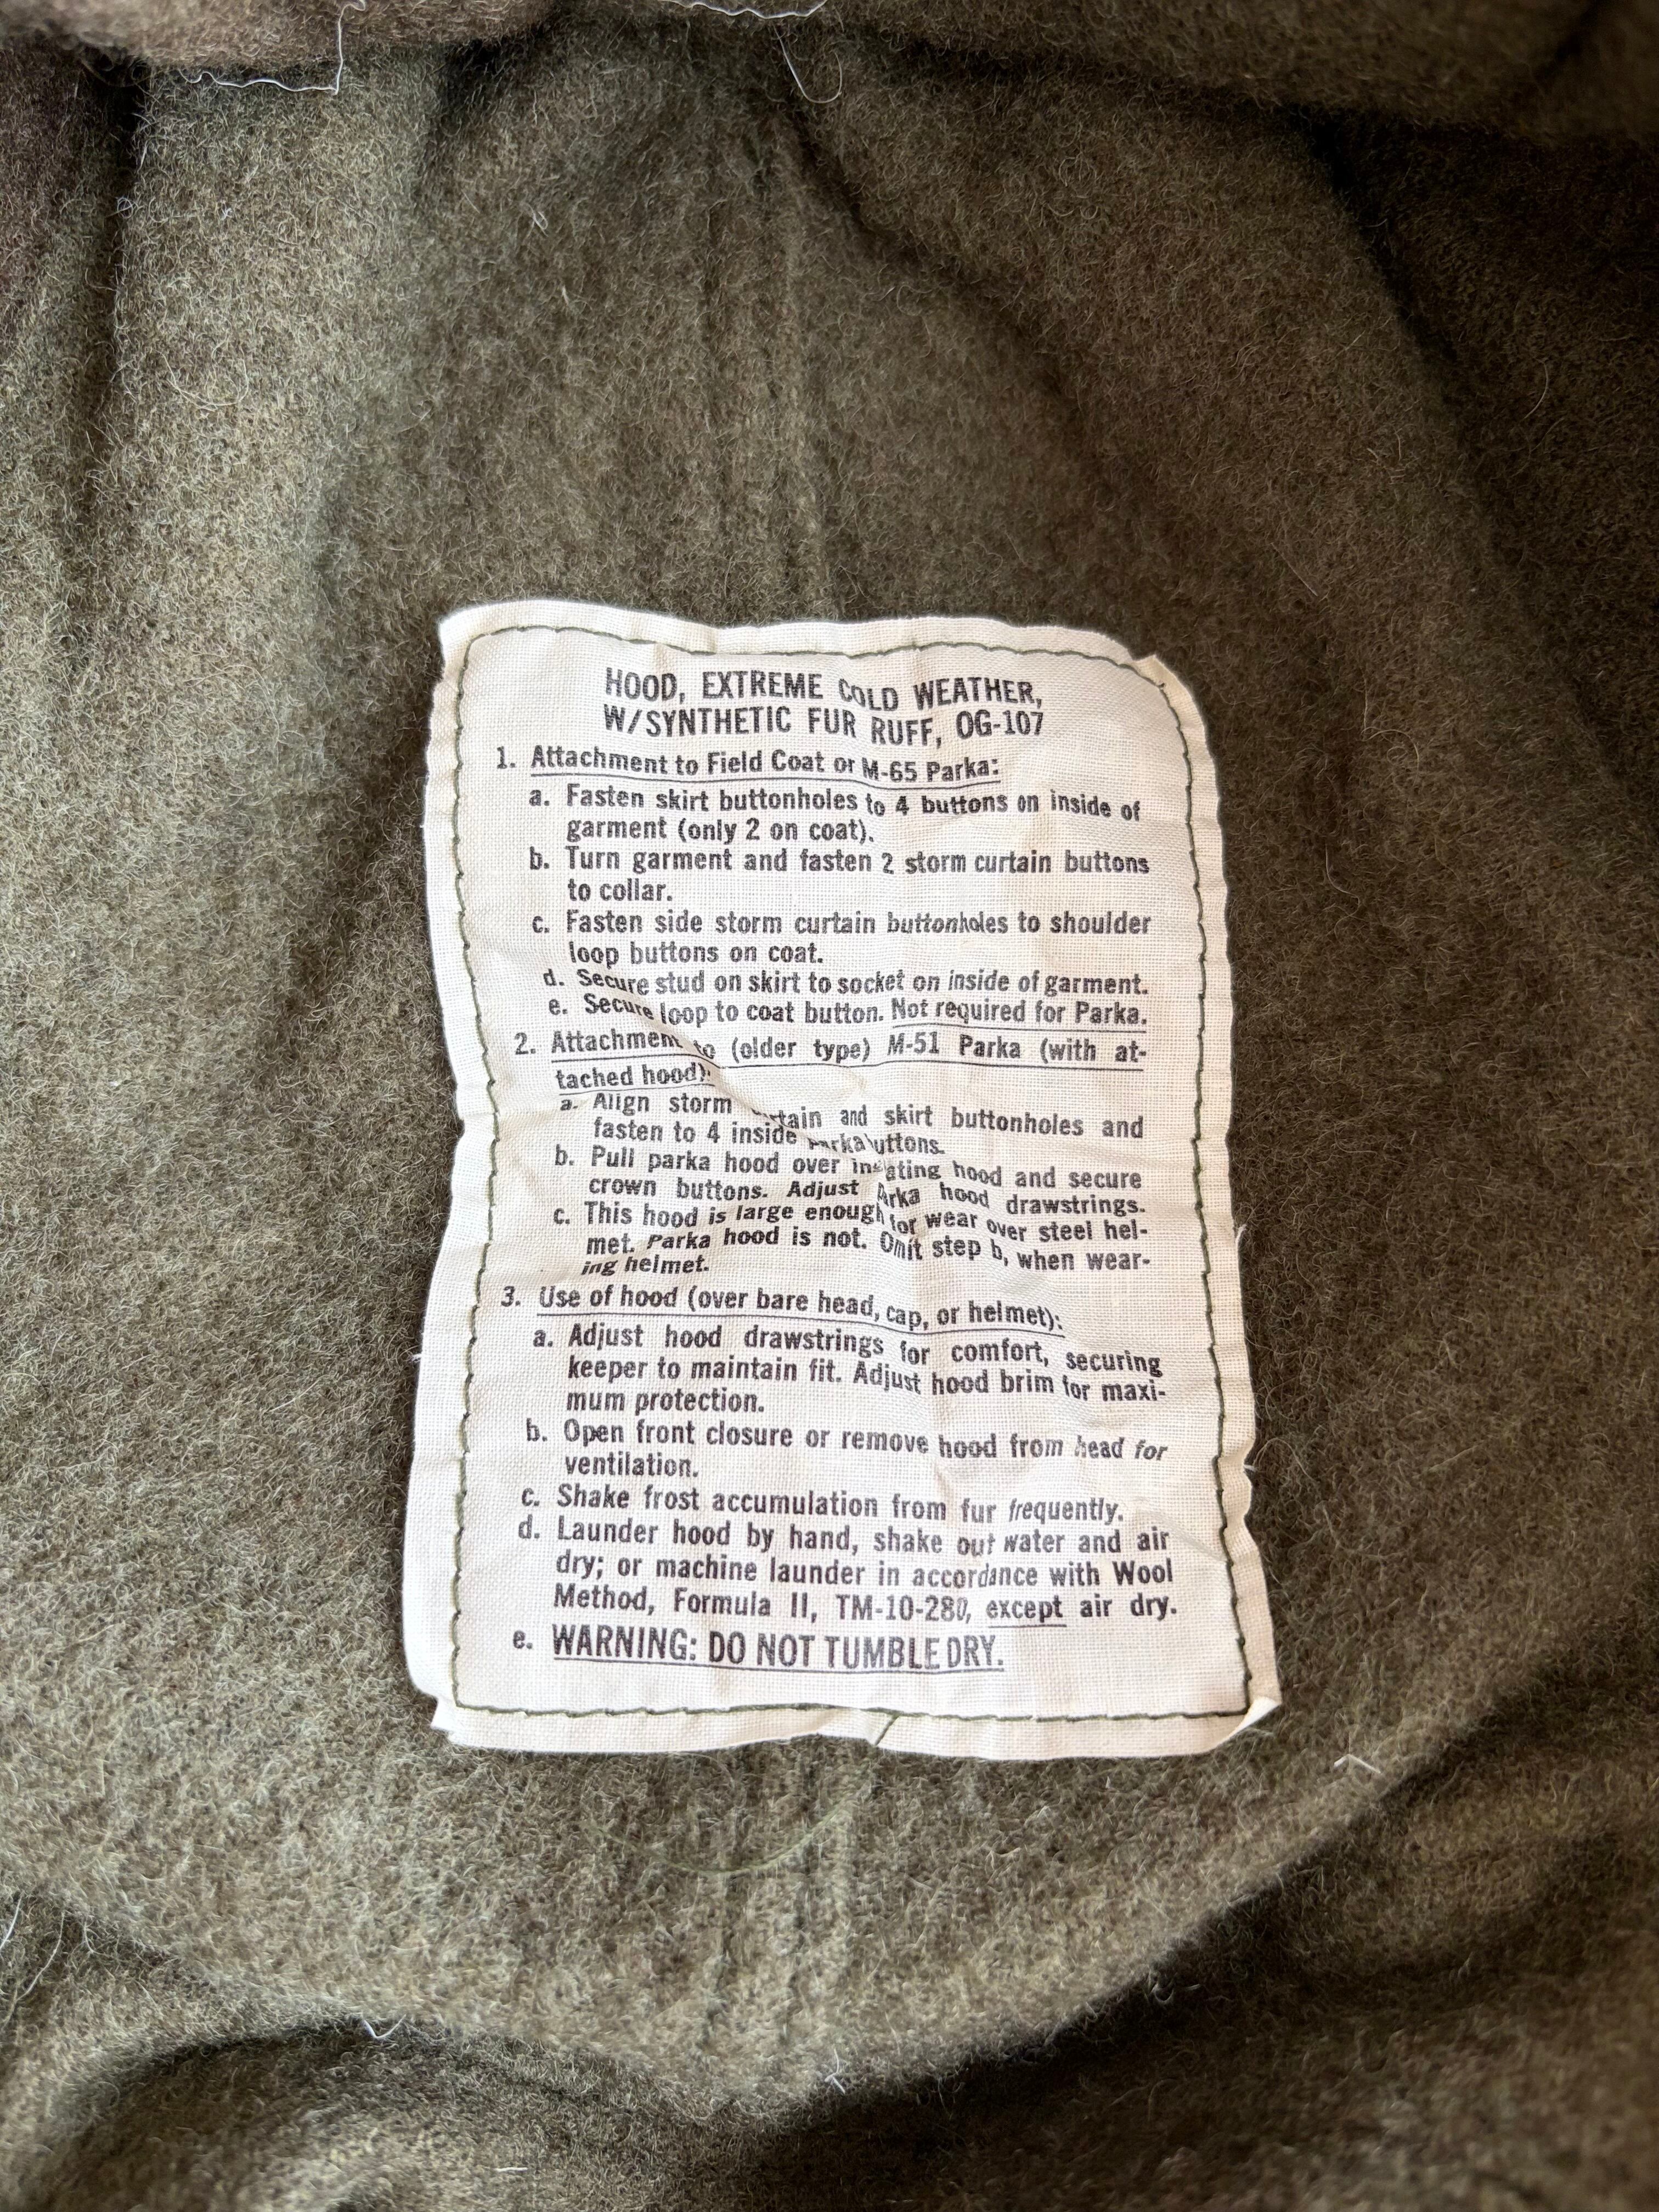 HOOD, EXTREME COLD WEATHER,
W/SYNTHETIC FUR RUFF, OG-107
1. Attachment to Field Coat or M-65 Parka:
a. Fasten skirt buttonholes to 4 buttons on inside of
garment (only 2 on coat).
b. Turn garment and fasten 2 storm curtain buttons
to collar.
c. Fasten side storm curtain buttonholes to shoulder
loop buttons on coat.
d. Secure stud on skirt to socket on inside of garment.
e. Secure loop to coat button. Not required for Parka.
2. Attachment to (older type) M-51 Parka (with at-
tached hood):
a. Align storm curtain and skirt buttonholes and
fasten to 4 inside parka buttons.
b. Pull parka hood over insulating hood and secure
crown buttons. Adjust parka hood drawstrings.
c. This hood is large enough for wear over steel hel-
met. Parka hood is not. Omit step b, when wear-
ing helmet.
3. Use of hood (over bare head, cap, or helmet):
a. Adjust hood drawstrings for comfort, securing
keeper to maintain fit. Adjust hood brim for maxi-
mum protection.
b. Open front closure or remove hood from head for
ventilation.
c. Shake frost accumulation from fur frequently.
d. Launder hood by hand, shake out water and air
dry; or machine launder in accordance with Wool
Method, Formula II, TM-10-280, except air dry.
e. WARNING: DO NOT TUMBLE DRY.